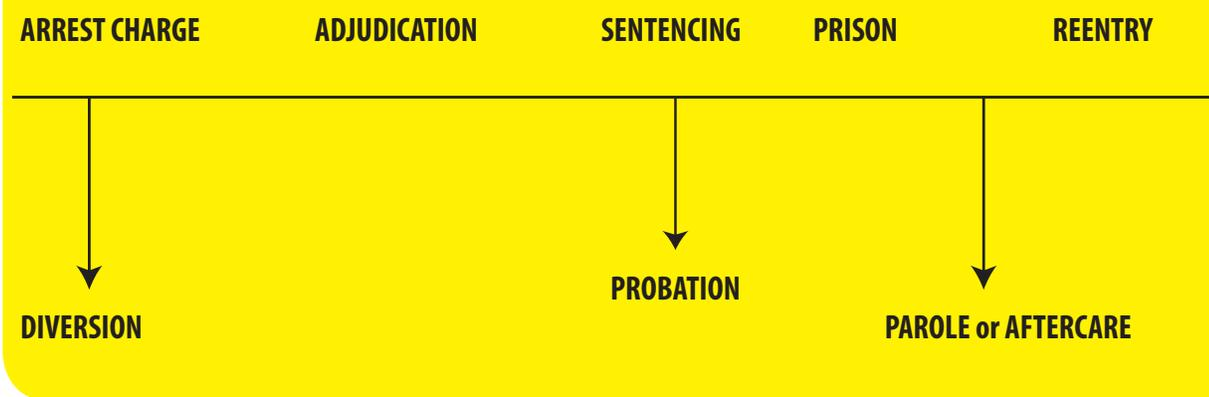 ARREST CHARGE ADJUDICATION SENTENCING PRISON REENTRY
PROBATION
DIVERSION PAROLE or AFTERCARE